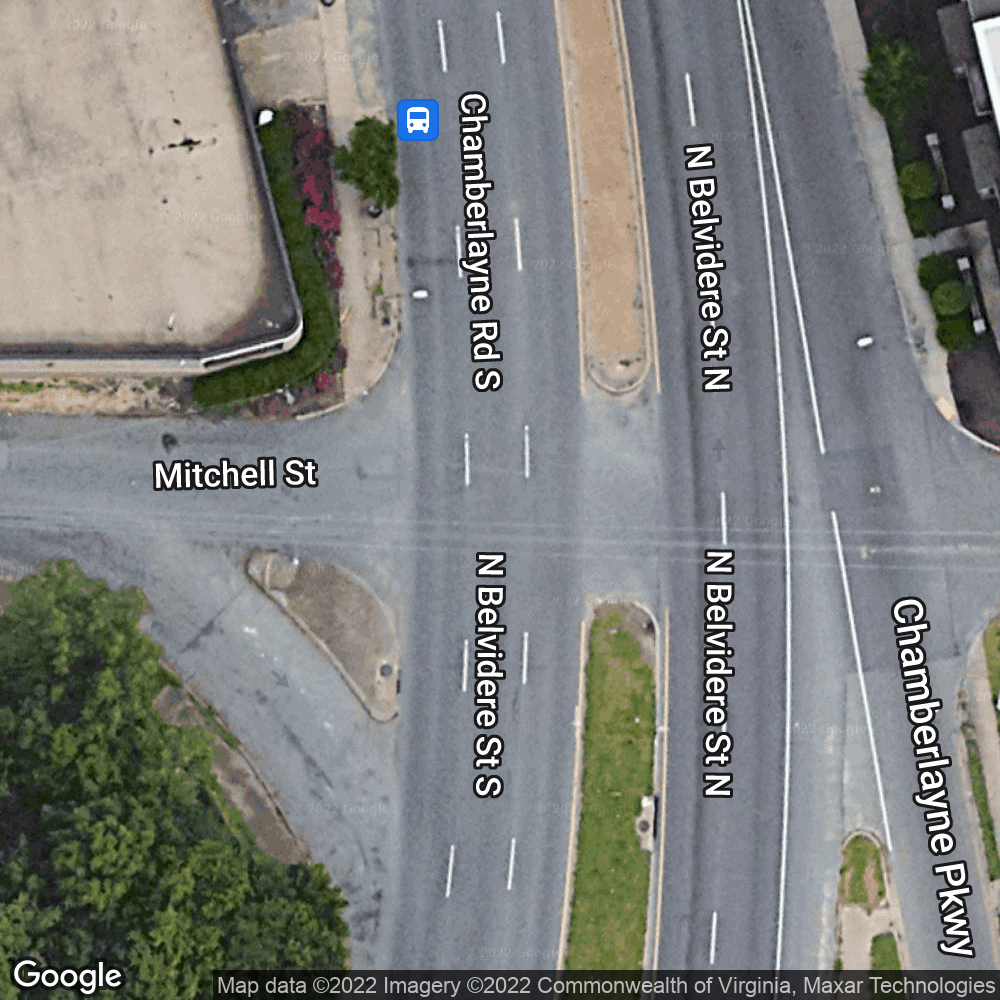 Chamberlayne Rd S
N Belvidere St N
Mitchell St
N Belvidere St S
N Belvidere St N
Chamberlayne Pkwy
Google
Map data ©2022 Imagery ©2022 Commonwealth of Virginia, Maxar Technologies